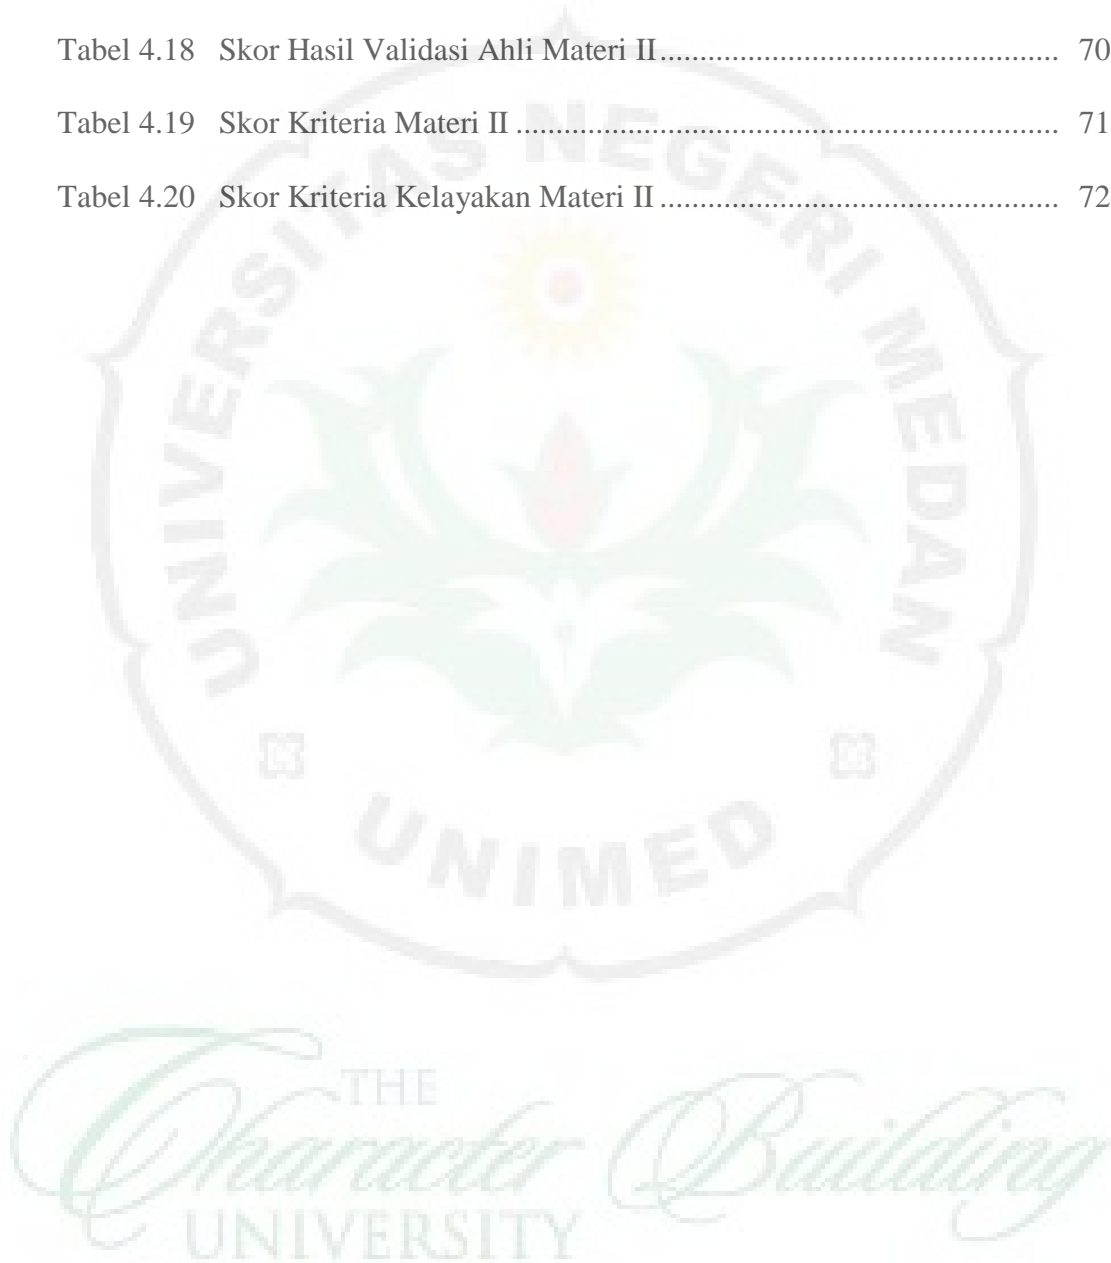 Tabel 4.18 Skor Hasil Validasi Ahli Materi II.......................................... 70
Tabel 4.19 Skor Kriteria Materi II ......................................................... 71
Tabel 4.20 Skor Kriteria Kelayakan Materi II .......................................... 72
UNIVERSITAS NEGERI MEDAN
UNIMED
THE
Character Building
UNIVERSITY